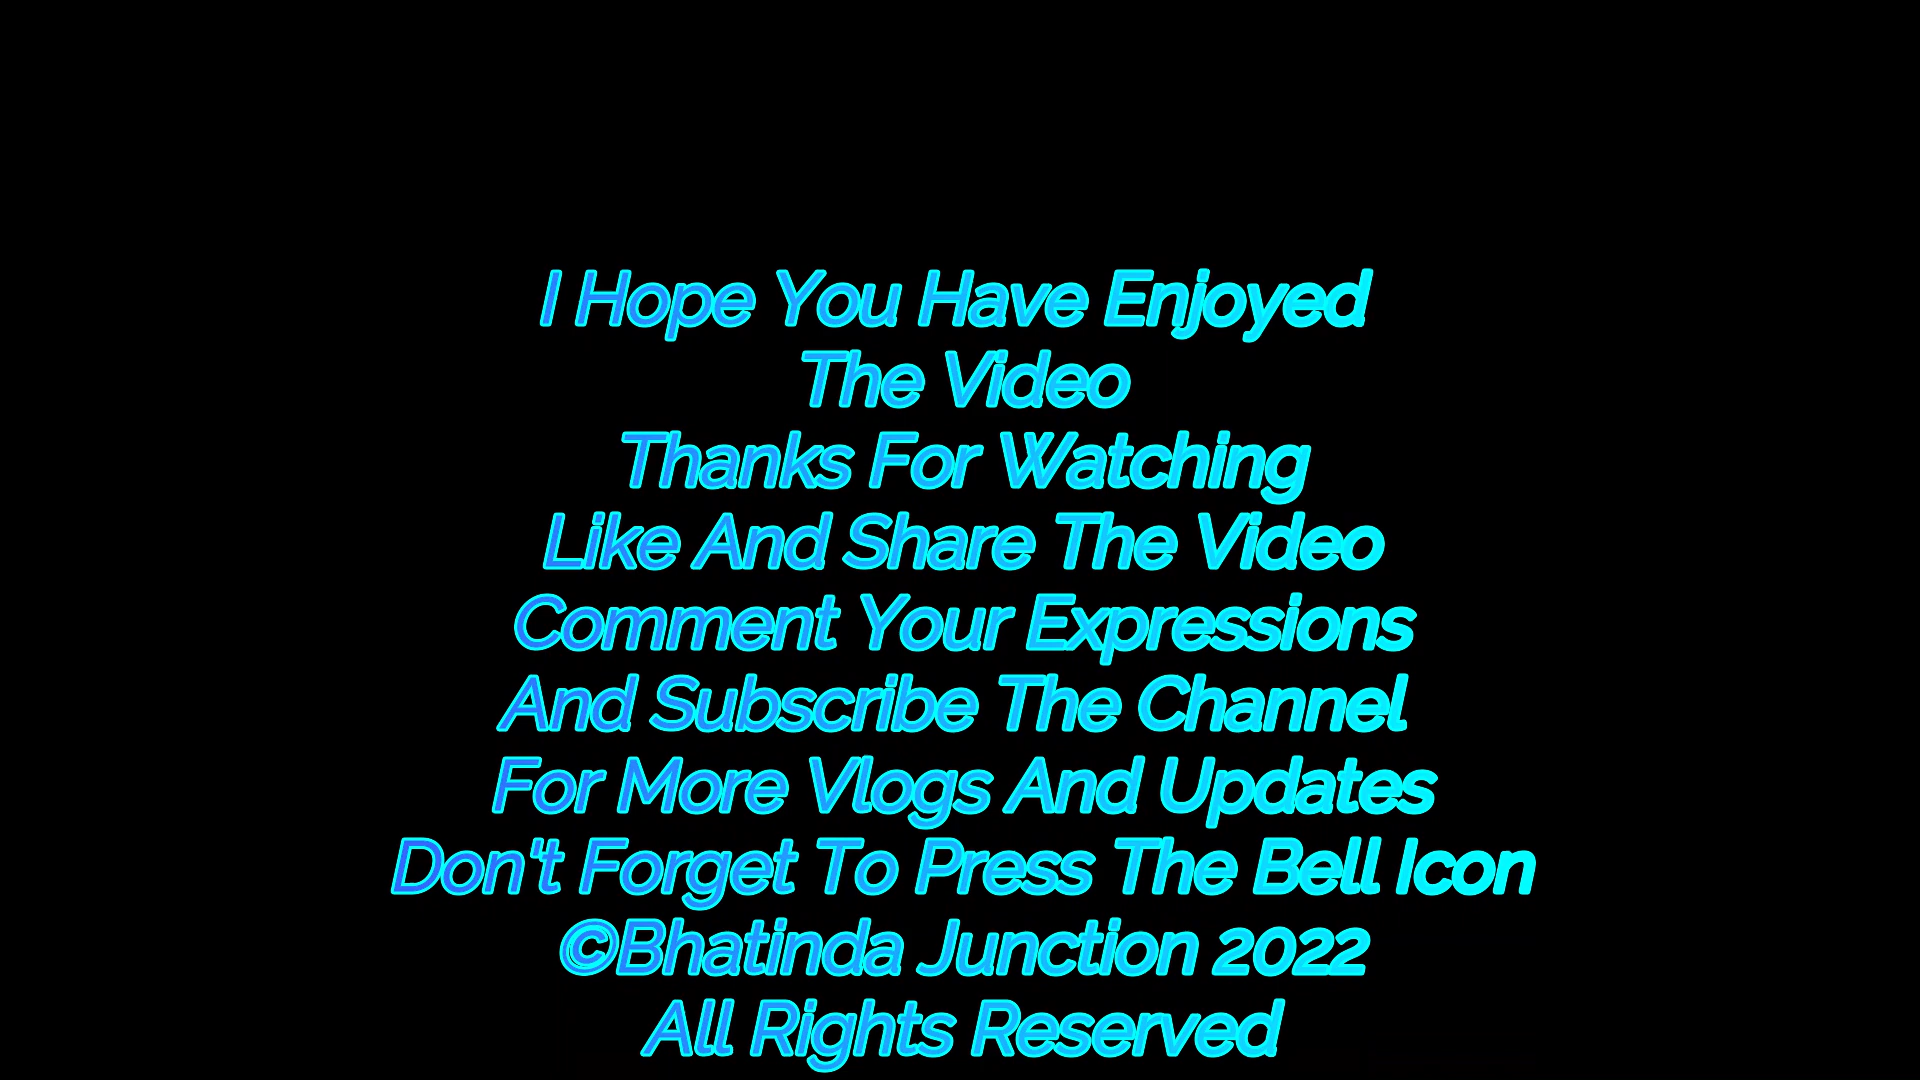 I Hope You Have Enjoyed
The Video
Thanks For Watching
Like And Share The Video
Comment Your Expressions
And Subscribe The Channel
For More Vlogs And Updates
Don't Forget To Press The Bell Icon
©Bhatinda Junction 2022
All Rights Reserved